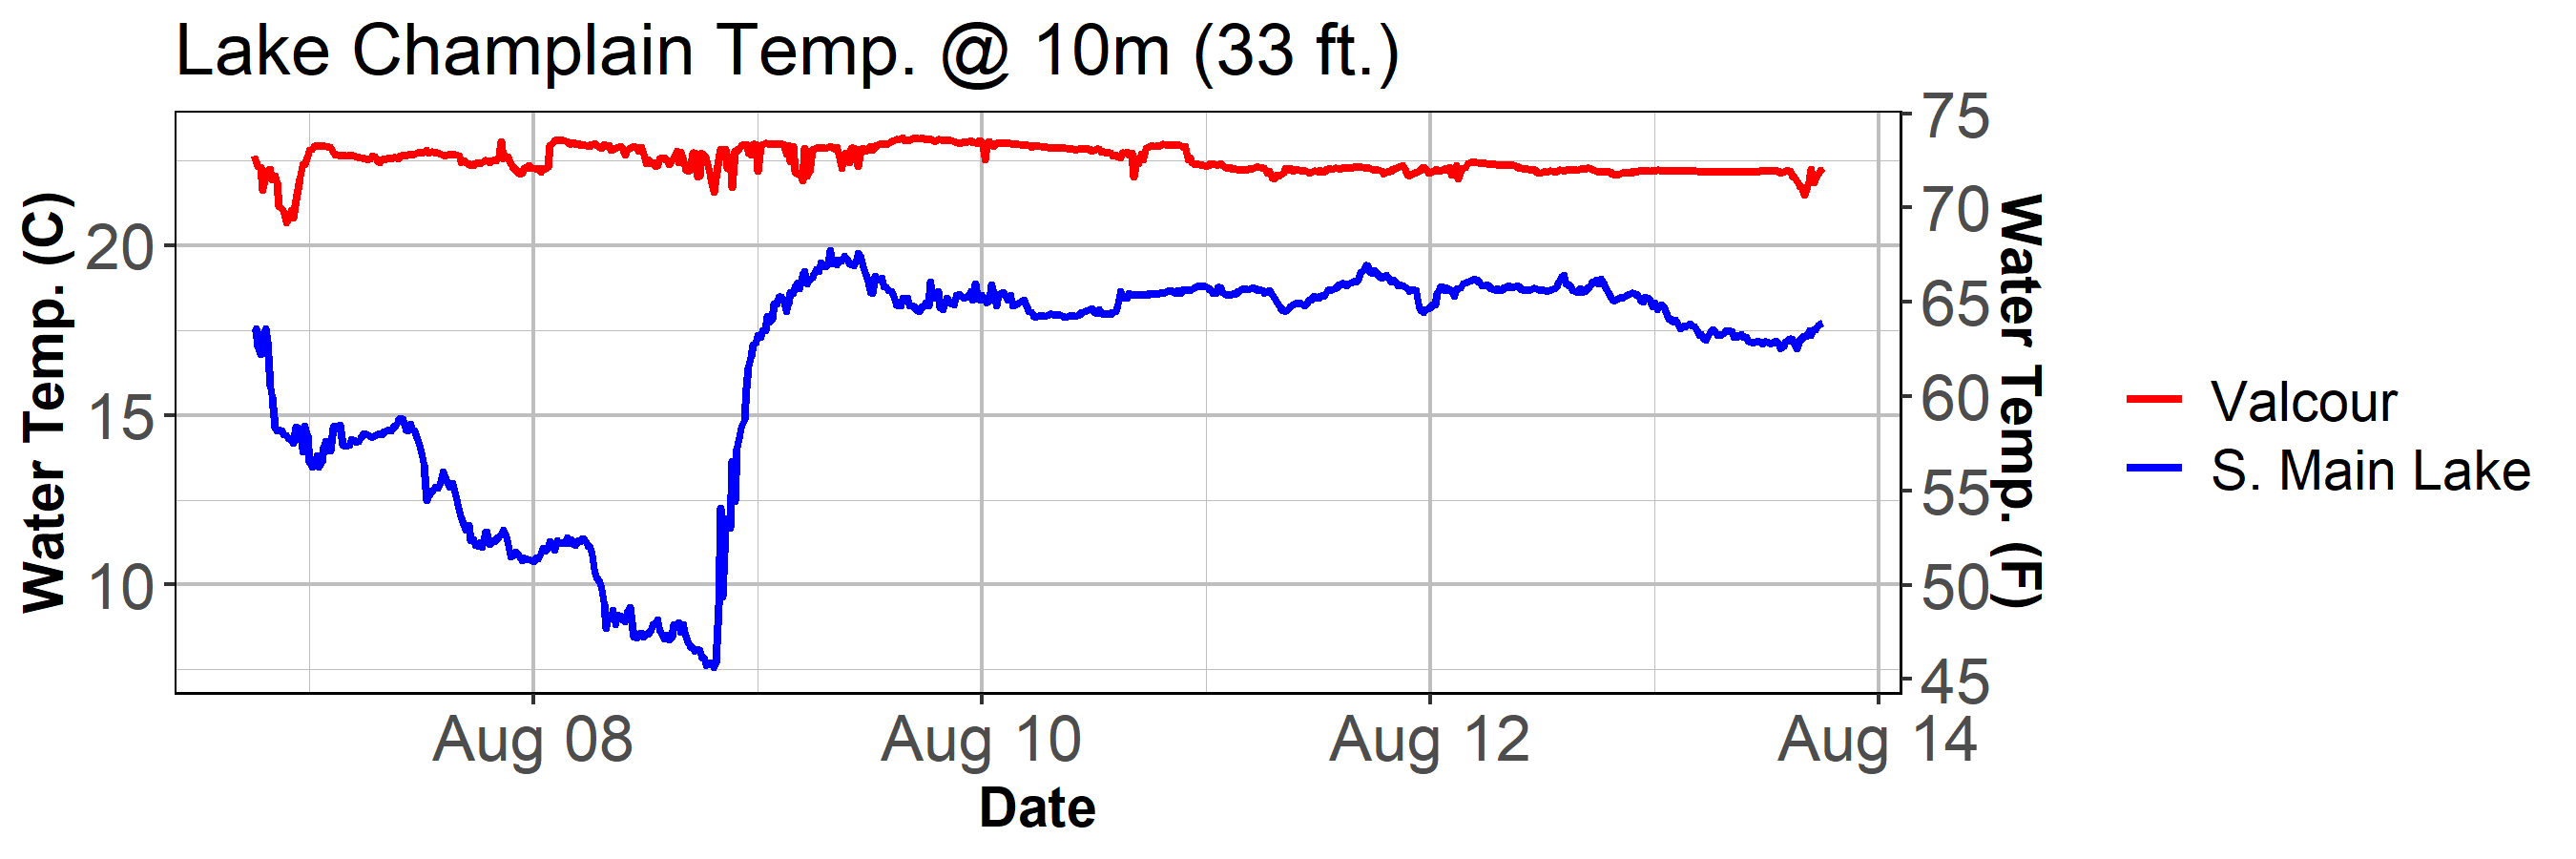 Lake Champlain Temp. @ 10m (33 ft.)
Water Temp. (C)
20
15
10
75
70
65
60
55
50
45
Water Temp. (F)
Aug 08
Aug 10
Aug 12
Aug 14
Date
Valcour
S. Main Lake